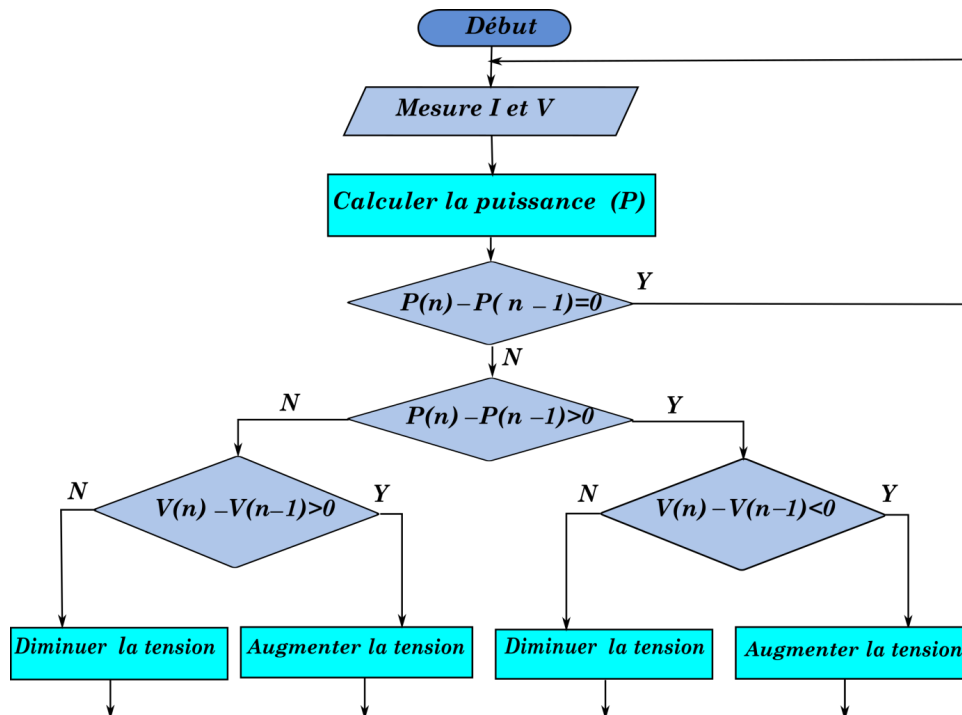 Début
Mesure I et V
Calculer la puissance (P)
P(n)–P( n – 1)=0
Y
N
P(n)–P(n –1)>0
N
Y
V(n) –V(n–1)>0
N
Y
V(n)–V(n–1)<0
N
Y
Diminuer la tension
Augmenter la tension
Diminuer la tension
Augmenter la tension